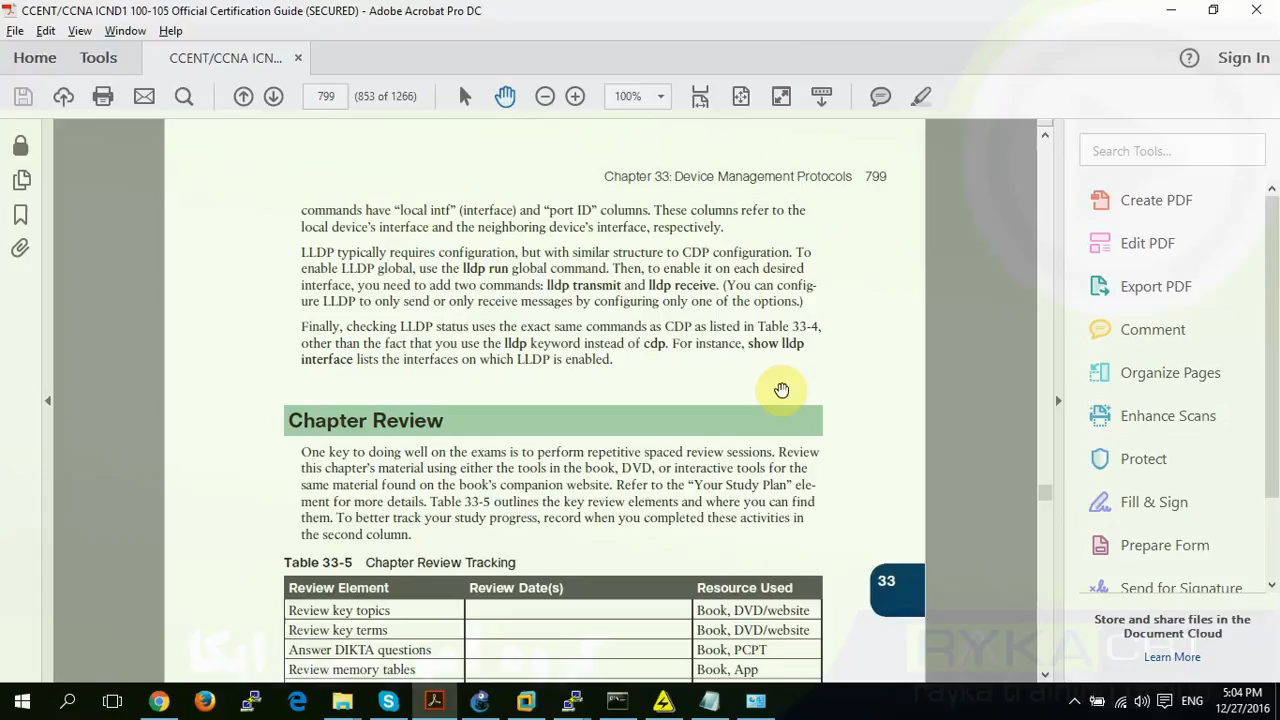 CCENT/CCNA ICND1 100-105 Official Certification Guide (SECURED) - Adobe Acrobat Pro DC
File Edit View Window Help
Home Tools CCENT/CCNA ICN... × ? Sign In
799 (853 of 1266) 100%
Search Tools...
Chapter 33: Device Management Protocols 799
commands have “local intf” (interface) and “port ID” columns. These columns refer to the
local device’s interface and the neighboring device’s interface, respectively.
LLDP typically requires configuration, but with similar structure to CDP configuration. To
enable LLDP global, use the lldp run global command. Then, to enable it on each desired
interface, you need to add two commands: lldp transmit and lldp receive. (You can config-
ure LLDP to only send or only receive messages by configuring only one of the options.)
Finally, checking LLDP status uses the exact same commands as CDP as listed in Table 33-4,
other than the fact that you use the lldp keyword instead of cdp. For instance, show lldp
interface lists the interfaces on which LLDP is enabled.
Chapter Review
One key to doing well on the exams is to perform repetitive spaced review sessions. Review
this chapter’s material using either the tools in the book, DVD, or interactive tools for the
same material found on the book’s companion website. Refer to the “Your Study Plan” ele-
ment for more details. Table 33-5 outlines the key review elements and where you can find
them. To better track your study progress, record when you completed these activities in
the second column.
Table 33-5 Chapter Review Tracking
Review Element Review Date(s) Resource Used
Review key topics Book, DVD/website
Review key terms Book, DVD/website
Answer DIKTA questions Book, PCPT
Review memory tables Book, App
33
Create PDF
Edit PDF
Export PDF
Comment
Organize Pages
Enhance Scans
Protect
Fill & Sign
Prepare Form
Send for Signature
Store and share files in the
Document Cloud
Learn More
ENG
5:04 PM
12/27/2016